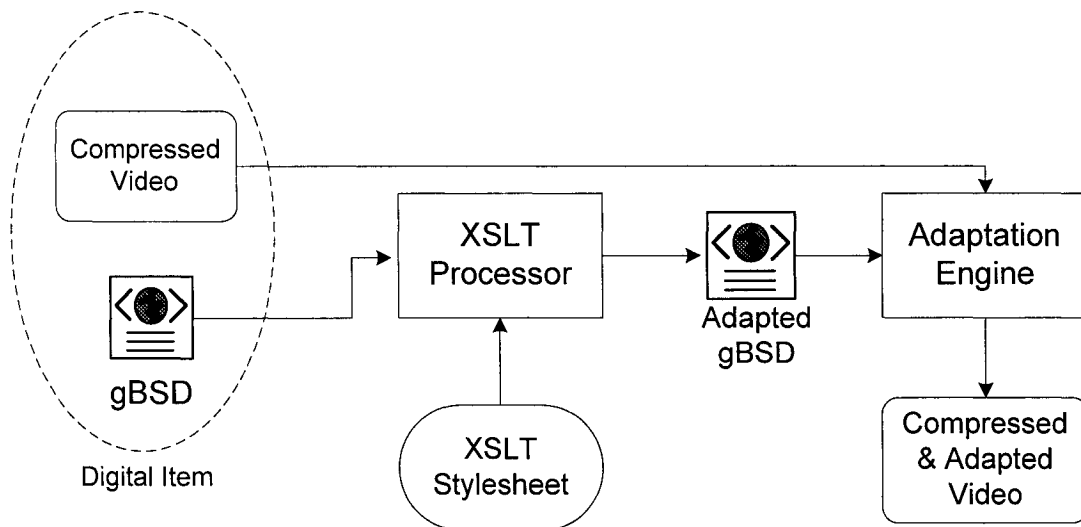 Compressed
Video
gBSD
Digital Item
XSLT
Processor
XSLT
Stylesheet
Adapted
gBSD
Adaptation
Engine
Compressed
& Adapted
Video